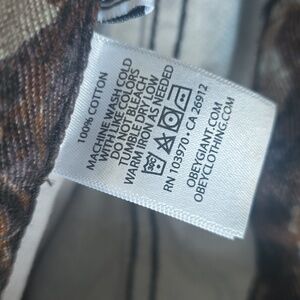 100% COTTON
MACHINE WASH COLD
WITH LIKE COLORS
DO NOT BLEACH
TUMBLE DRY LOW
WARM IRON AS NEEDED
RN 103970 • CA 26912
OBEYGIANT.COM
OBEYCLOTHING.COM